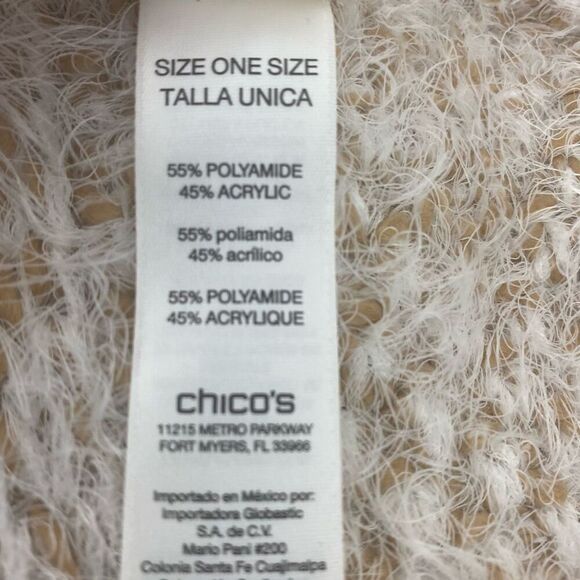 SIZE ONE SIZE
TALLA UNICA
55% POLYAMIDE
45% ACRYLIC
55% poliamida
45% acrílico
55% POLYAMIDE
45% ACRYLIQUE
chico's
11215 METRO PARKWAY
FORT MYERS, FL 33966
Importado en México por:
Importadora Globastic
S.A. de C.V.
Mario Pani #200
Colonia Santa Fe Cuajimalpa